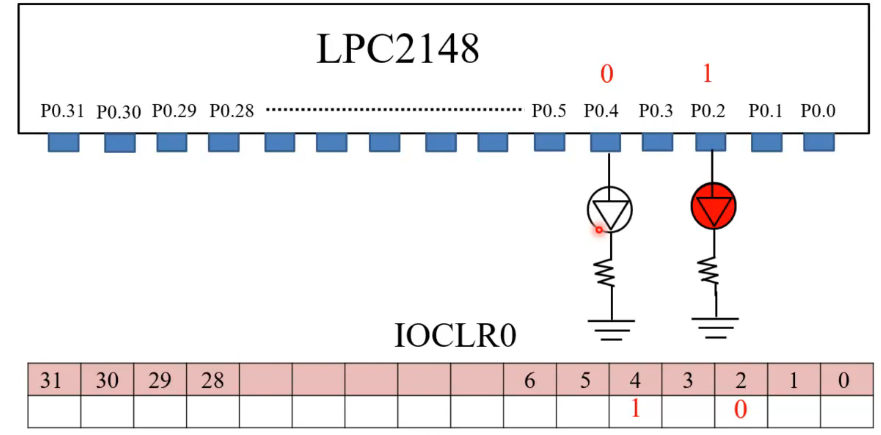 LPC2148
0 1
P0.31 P0.30 P0.29 P0.28 P0.5 P0.4 P0.3 P0.2 P0.1 P0.0
IOCLR0
31 30 29 28 6 5 4 3 2 1 0
1 0